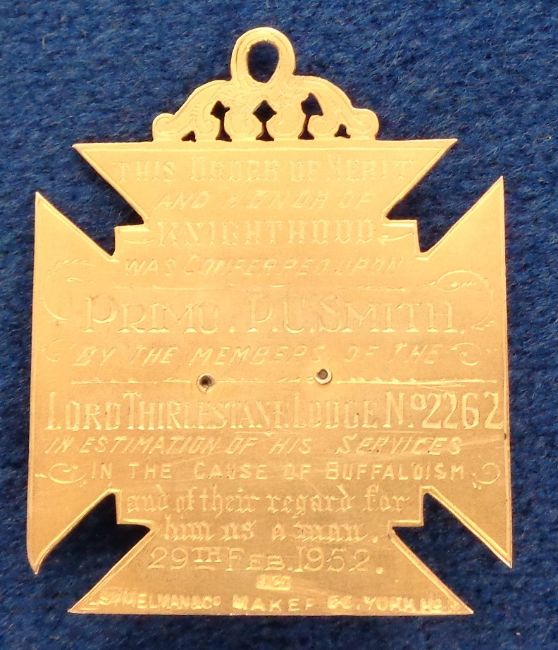 THIS ORDER OF MERIT
AND HONOR OF
KNIGHTHOOD
WAS CONFERRED UPON
PRIMO. P.U. SMITH.
BY THE MEMBERS OF THE
LORD THIRLESTANE LODGE No 2262
IN ESTIMATION OF HIS SERVICES
IN THE CAUSE OF BUFFALOISM
and of their regard for
him as a man.
29TH FEB. 1952.
MAKER YORK